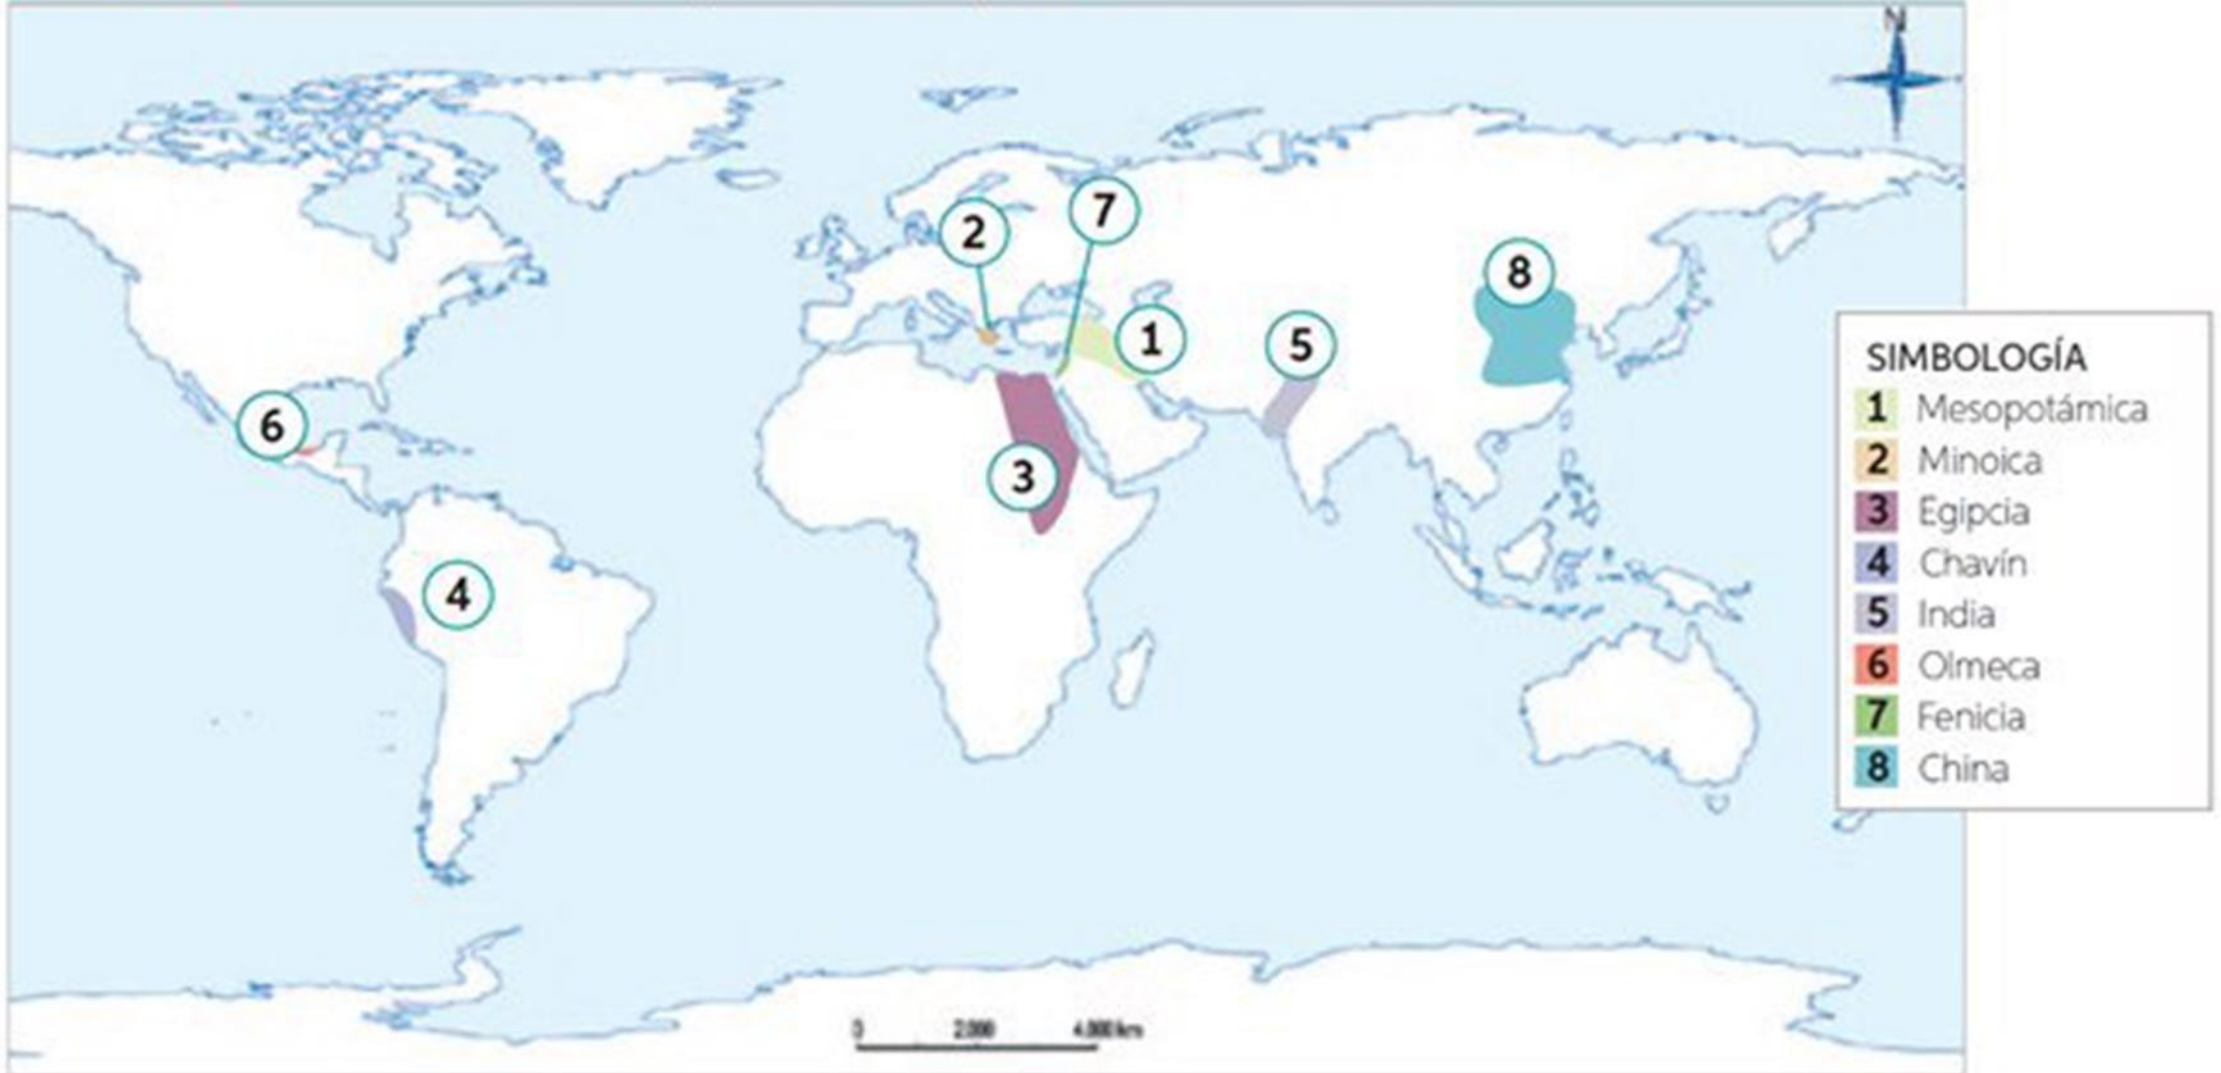 N
2
7
8
1
5
6
3
4
SIMBOLOGÍA
1 Mesopotámica
2 Minoica
3 Egipcia
4 Chavín
5 India
6 Olmeca
7 Fenicia
8 China
0 2.000 4.000 km